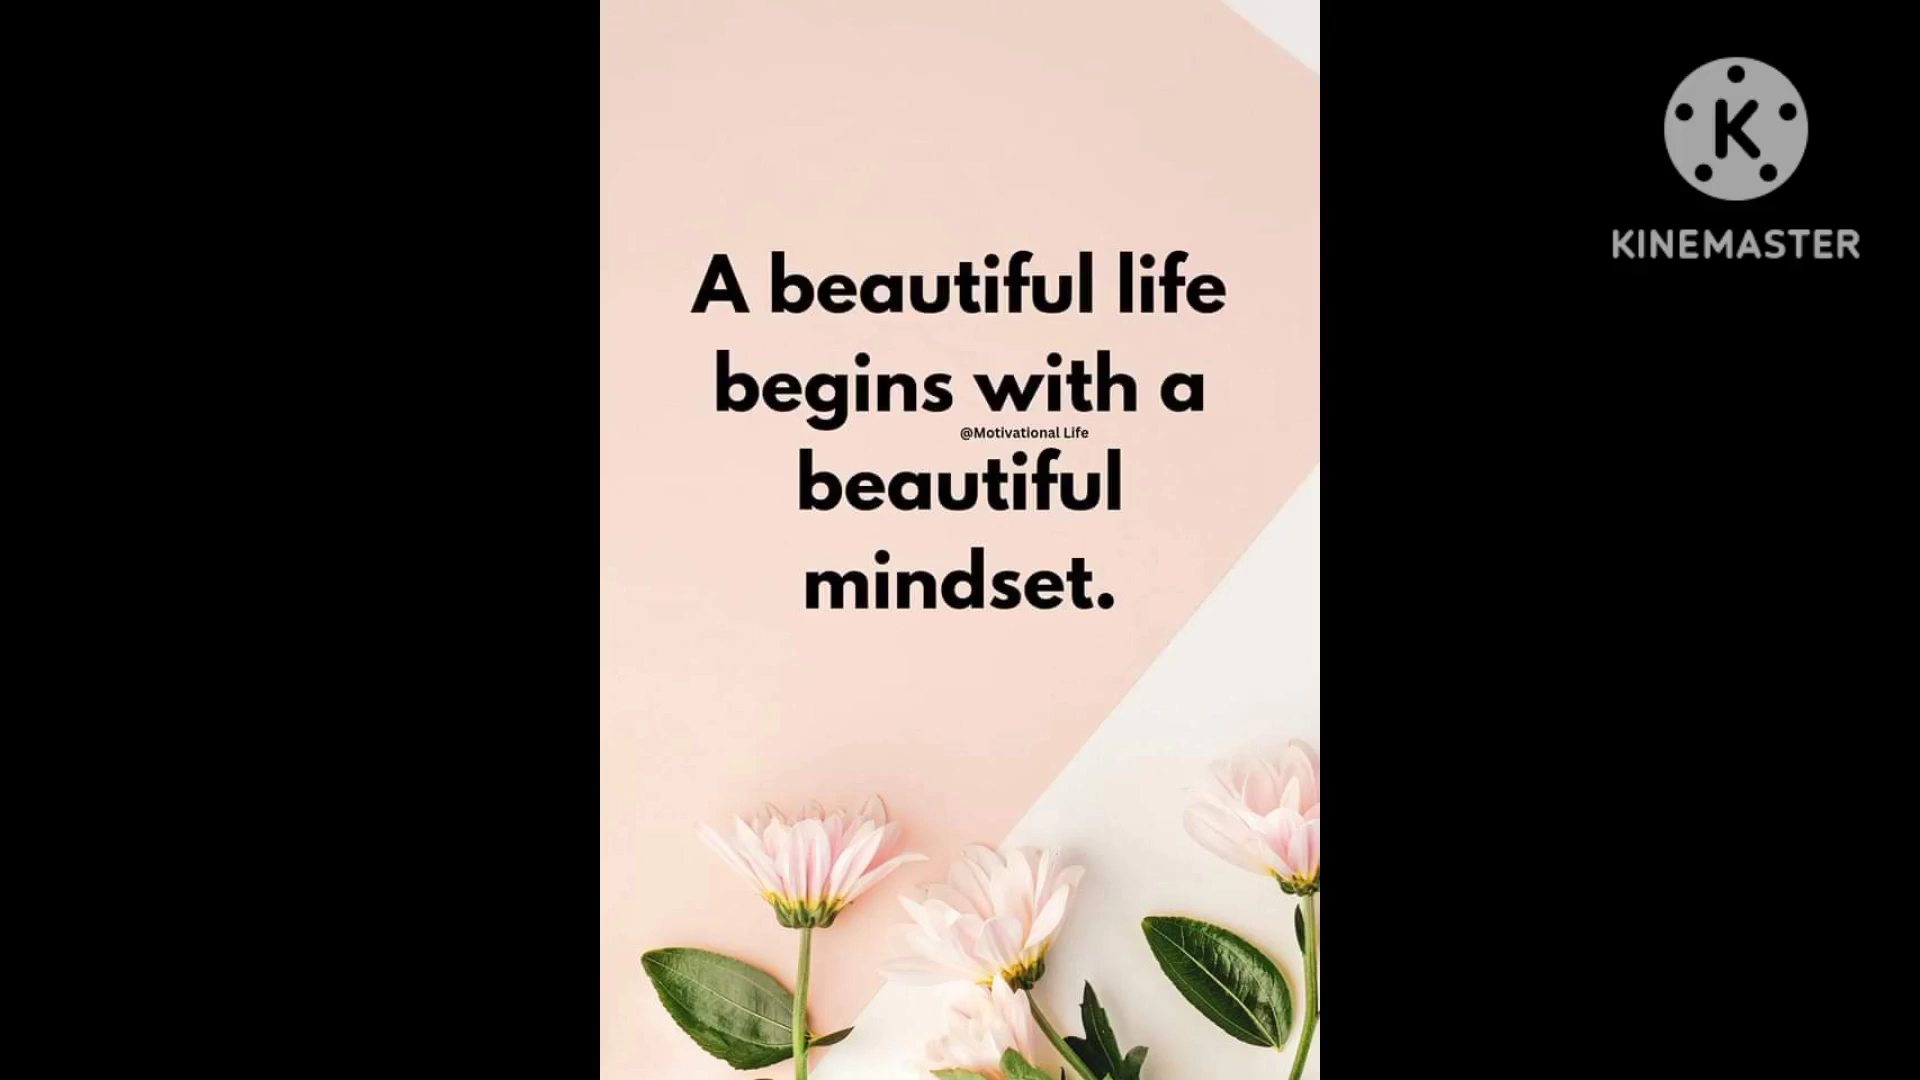 A beautiful life
begins with a
@Motivational Life
beautiful
mindset.
K
KINEMASTER